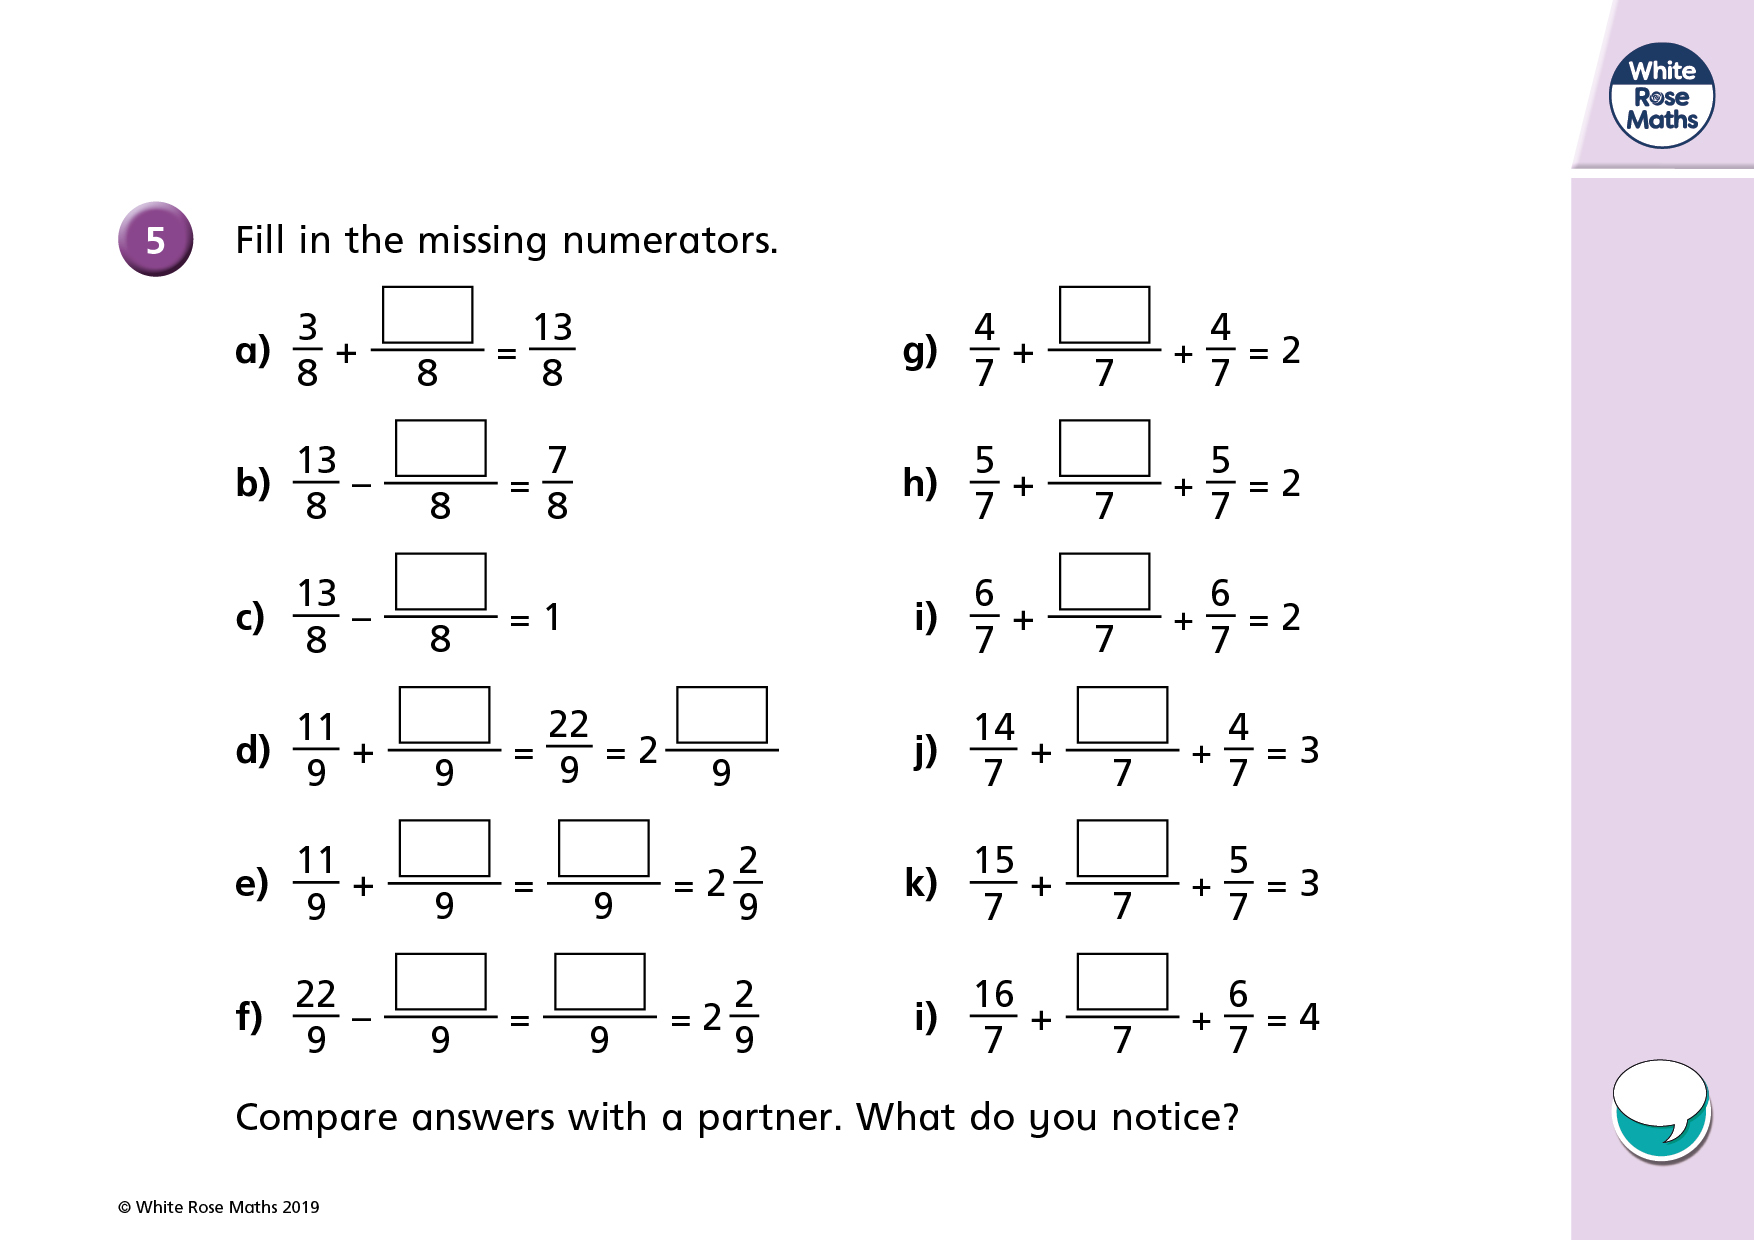 White
Rose
Maths
5 Fill in the missing numerators.
a) 3/8 + □/8 = 13/8
b) 13/8 – □/8 = 7/8
c) 13/8 – □/8 = 1
d) 11/9 + □/9 = 22/9 = 2 □/9
e) 11/9 + □/9 = □/9 = 2 2/9
f) 22/9 – □/9 = □/9 = 2 2/9
g) 4/7 + □/7 + 4/7 = 2
h) 5/7 + □/7 + 5/7 = 2
i) 6/7 + □/7 + 6/7 = 2
j) 14/7 + □/7 + 4/7 = 3
k) 15/7 + □/7 + 5/7 = 3
i) 16/7 + □/7 + 6/7 = 4
Compare answers with a partner. What do you notice?
© White Rose Maths 2019